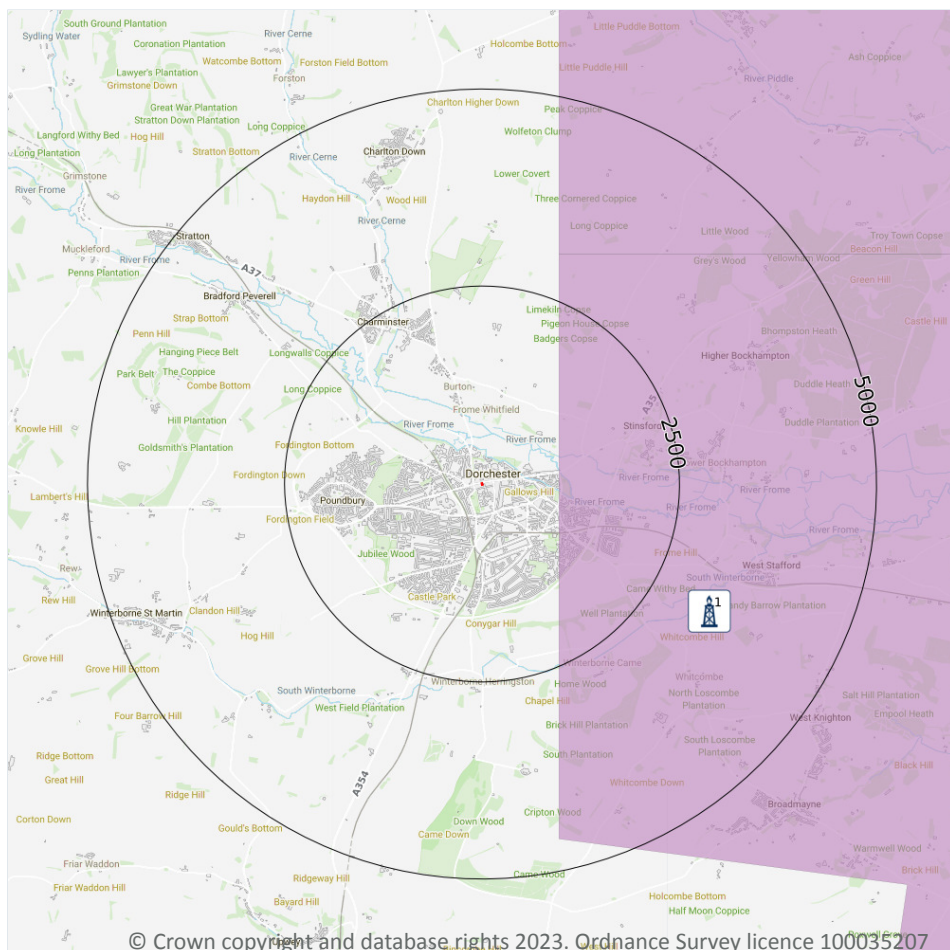 South Ground Plantation
Sydling Water
River Cerne
Little Puddle Bottom
Coronation Plantation
Holcombe Bottom
Watcombe Bottom
Forston Field Bottom
Ash Coppice
Lawyer's Plantation
Grimstone Down
Forston
Little Puddle Hill
River Piddle
Great War Plantation
Charlton Higher Down
Peak Coppice
Stratton Down Plantation
Long Coppice
Wolfeton Clump
Langford Withy Bed
Hog Hill
Long Plantation
Stratton Bottom
River Cerne
Charlton Down
Grimstone
Lower Covert
River Frome
Haydon Hill
Wood Hill
Three Cornered Coppice
River Cerne
Long Coppice
Little Wood
Troy Town Copse
Stratton
Muckleford
Beacon Hill
River Frome
Grey's Wood
Yellowham Wood
Penns Plantation
A37
Green Hill
Bradford Peverell
Strap Bottom
Charminster
Limekiln Copse
Pigeon House Copse
Castle Hill
Penn Hill
Badgers Copse
Bhompston Heath
Hanging Piece Belt
Longwalls Coppice
Higher Bockhampton
Park Belt
The Coppice
Combe Bottom
Long Coppice
Burton
Duddle Heath
5000
A35
Frome Whitfield
Hill Plantation
River Frome
Stinsford
Duddle Plantation
Knowle Hill
2500
Goldsmith's Plantation
Fordington Bottom
River Frome
River Bockhampton
Fordington Down
Dorchester
River Frome
Lambert's Hill
Poundbury
Gallows Hill
River Frome
River Frome
Fordington Field
River Frome
Jubilee Wood
Frome Hill
Rew
West Stafford
South Winterborne
Rew Hill
Castle Park
Came Withy Bed
1
Winterborne St Martin
Clandon Hill
Well Plantation
andy Barrow Plantation
Hog Hill
Conygar Hill
Whitcombe Hill
Grove Hill
Grove Hill Bottom
Winterborne Came
Whitcombe
South Winterborne
Winterborne Herringston
Home Wood
North Loscombe
Plantation
Salt Hill Plantation
Four Barrow Hill
West Field Plantation
Chapel Hill
West Knighton
Empool Heath
Brick Hill Plantation
Ridge Bottom
South Loscombe
Plantation
South Plantation
Black Hill
Great Hill
A354
Whitcombe Down
Ridge Hill
Broadmayne
Corton Down
Gould's Bottom
Down Wood
Cripton Wood
Came Down
Warmwell Wood
Friar Waddon
Came Wood
Brick Hill
Friar Waddon Hill
Ridgeway Hill
Holcombe Bottom
Bayard Hill
Half Moon Coppice
© Crown copyright and database rights 2023. Ordnance Survey licence 100035207